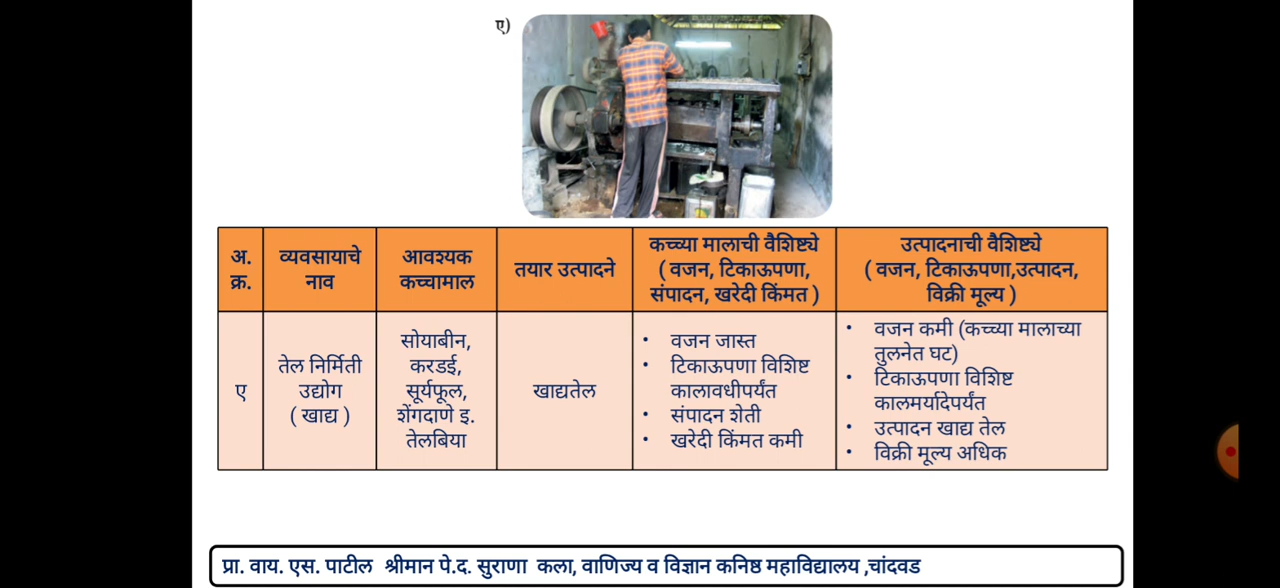 ए)
अ. क्र.
व्यवसायाचे नाव
आवश्यक कच्चामाल
तयार उत्पादने
कच्च्या मालाची वैशिष्ट्ये
( वजन, टिकाऊपणा,
संपादन, खरेदी किंमत )
उत्पादनाची वैशिष्ट्ये
( वजन, टिकाऊपणा,उत्पादन,
विक्री मूल्य )
ए
तेल निर्मिती
उद्योग
( खाद्य )
सोयाबीन,
करडई,
सूर्यफूल,
शेंगदाणे इ.
तेलबिया
खाद्यतेल
• वजन जास्त
• टिकाऊपणा विशिष्ट
कालावधीपर्यंत
• संपादन शेती
• खरेदी किंमत कमी
• वजन कमी (कच्च्या मालाच्या
तुलनेत घट)
• टिकाऊपणा विशिष्ट
कालमर्यादेपर्यंत
• उत्पादन खाद्य तेल
• विक्री मूल्य अधिक
प्रा. वाय. एस. पाटील श्रीमान पे.द. सुराणा कला, वाणिज्य व विज्ञान कनिष्ठ महाविद्यालय ,चांदवड